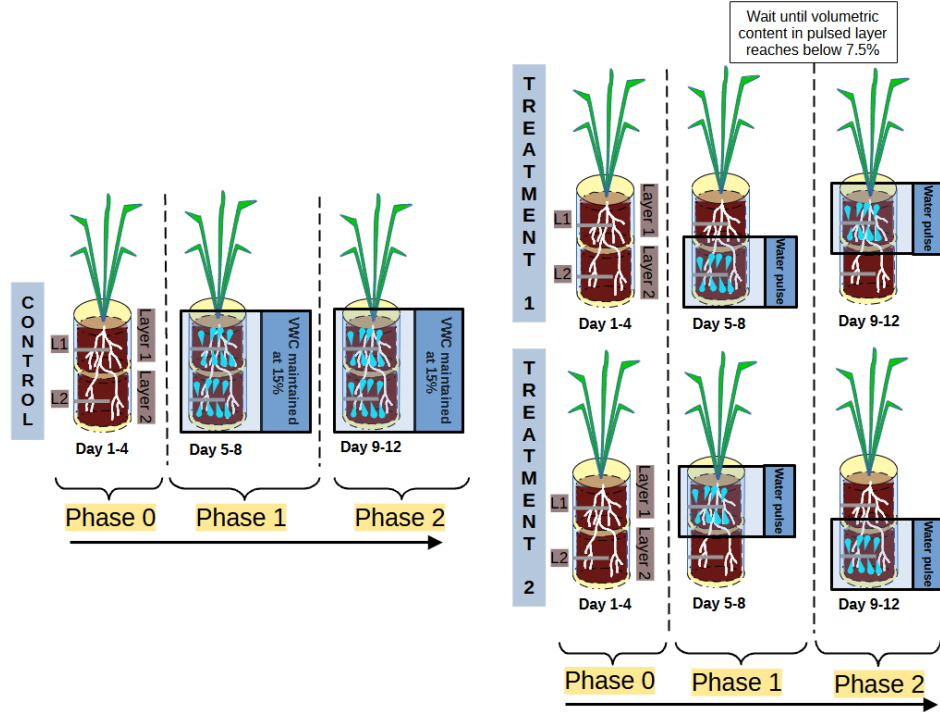 CONTROL
L1
L2
Layer 1
Layer 2
Day 1-4
VWC maintained
at 15%
Day 5-8
VWC maintained
at 15%
Day 9-12
Phase 0
Phase 1
Phase 2
Wait until volumetric
content in pulsed layer
reaches below 7.5%
TREATMENT 1
L1
L2
Layer 1
Layer 2
Day 1-4
Water pulse
Day 5-8
Water pulse
Day 9-12
TREATMENT 2
L1
L2
Layer 1
Layer 2
Day 1-4
Water pulse
Day 5-8
Water pulse
Day 9-12
Phase 0
Phase 1
Phase 2